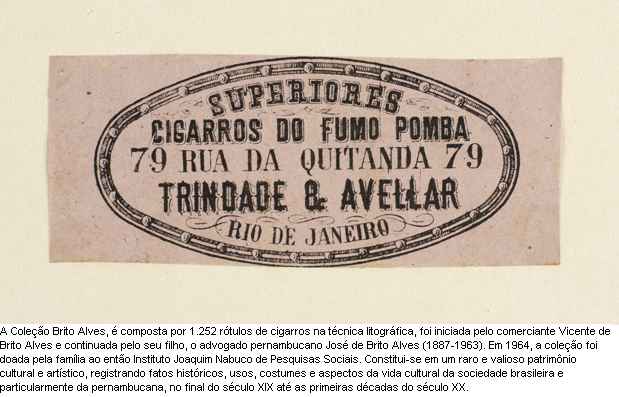 SUPERIORES
CIGARROS DO FUMO POMBA
79 RUA DA QUITANDA 79
TRINDADE & AVELLAR
RIO DE JANEIRO
A Coleção Brito Alves, é composta por 1.252 rótulos de cigarros na técnica litográfica, foi iniciada pelo comerciante Vicente de
Brito Alves e continuada pelo seu filho, o advogado pernambucano José de Brito Alves (1887-1963). Em 1964, a coleção foi
doada pela família ao então Instituto Joaquim Nabuco de Pesquisas Sociais. Constitui-se em um raro e valioso patrimônio
cultural e artístico, registrando fatos históricos, usos, costumes e aspectos da vida cultural da sociedade brasileira e
particularmente da pernambucana, no final do século XIX até as primeiras décadas do século XX.